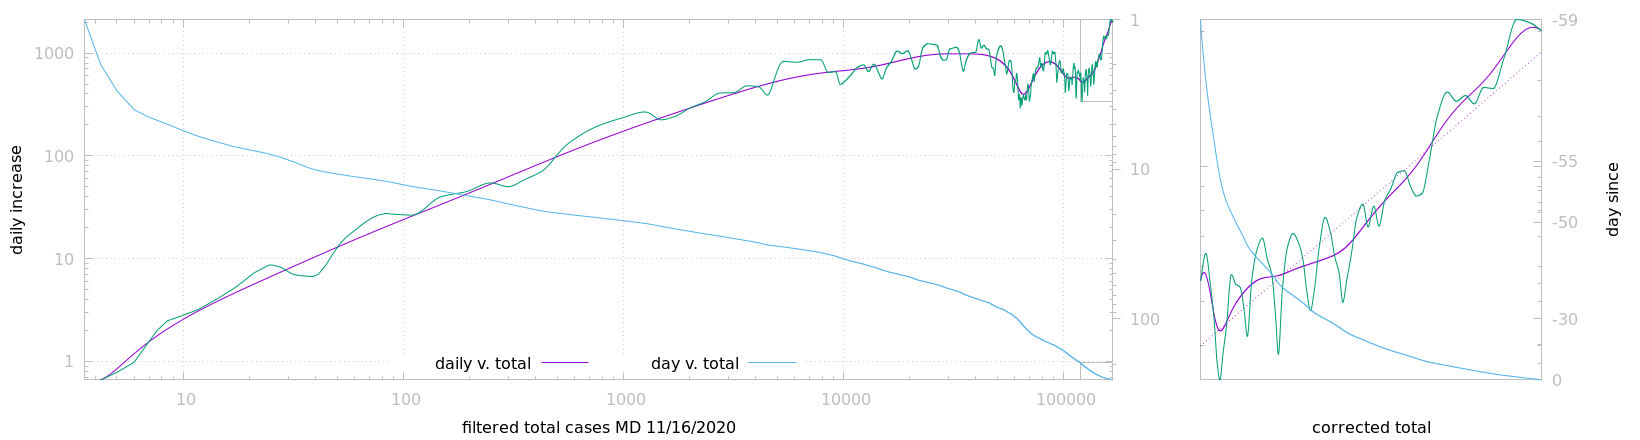 1000
100
10
1
daily increase
10
100
1000
10000
100000
filtered total cases MD 11/16/2020
daily v. total
day v. total
1
10
100
-59
-55
-50
-30
0
day since
corrected total